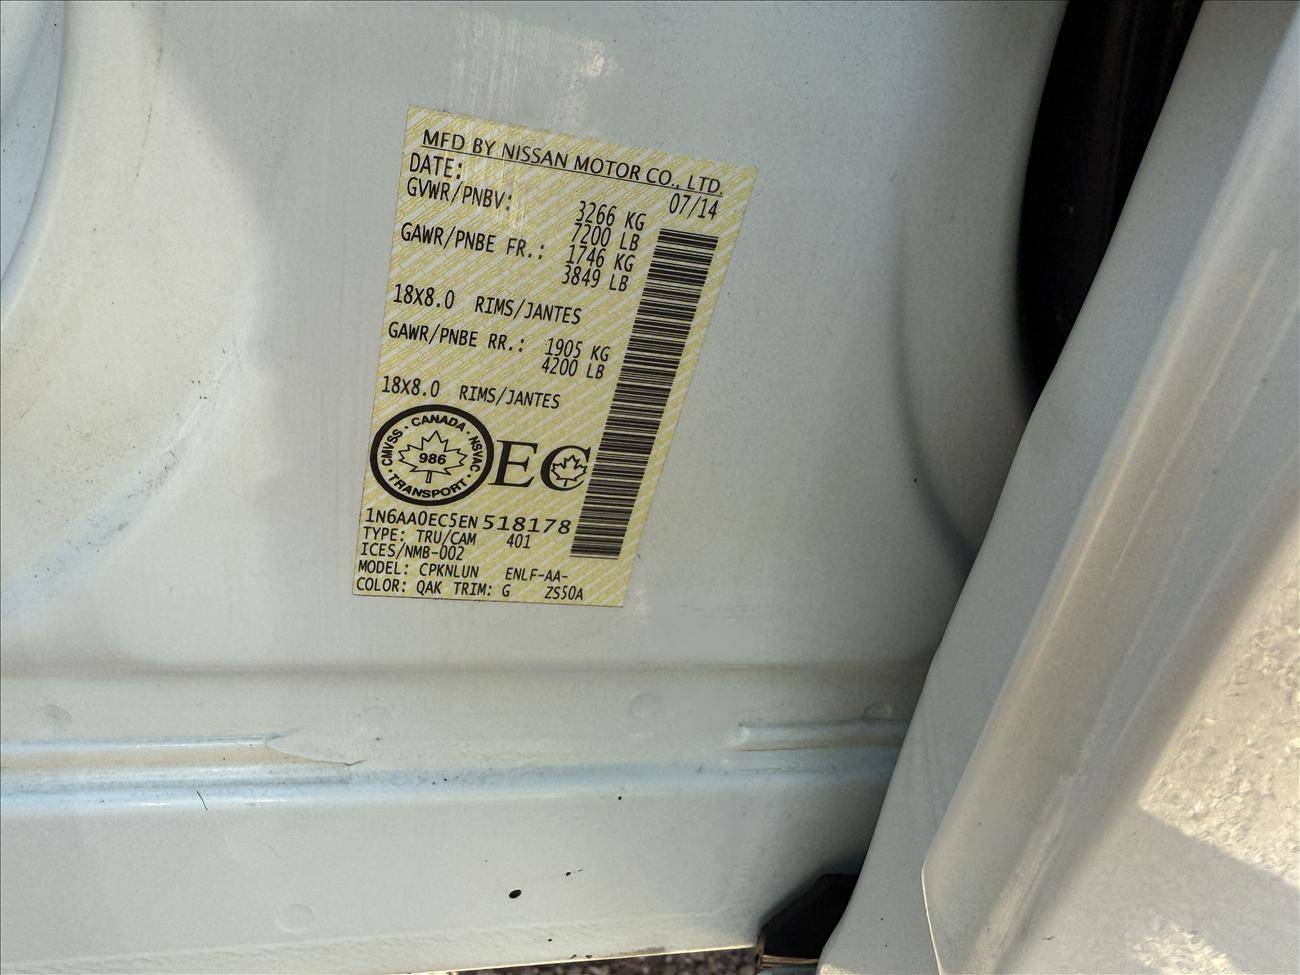 MFD BY NISSAN MOTOR CO., LTD.
DATE: 07/14
GVWR/PNBV: 3266 KG
7200 LB
GAWR/PNBE FR.: 1746 KG
3849 LB
18X8.0 RIMS/JANTES
GAWR/PNBE RR.: 1905 KG
4200 LB
18X8.0 RIMS/JANTES
CMVSS · CANADA · NSVAC
986
· TRANSPORT ·
EC
1N6AA0EC5EN518178
TYPE: TRU/CAM 401
ICES/NMB-002
MODEL: CPKNLUN ENLF-AA-
COLOR: QAK TRIM: G ZS50A